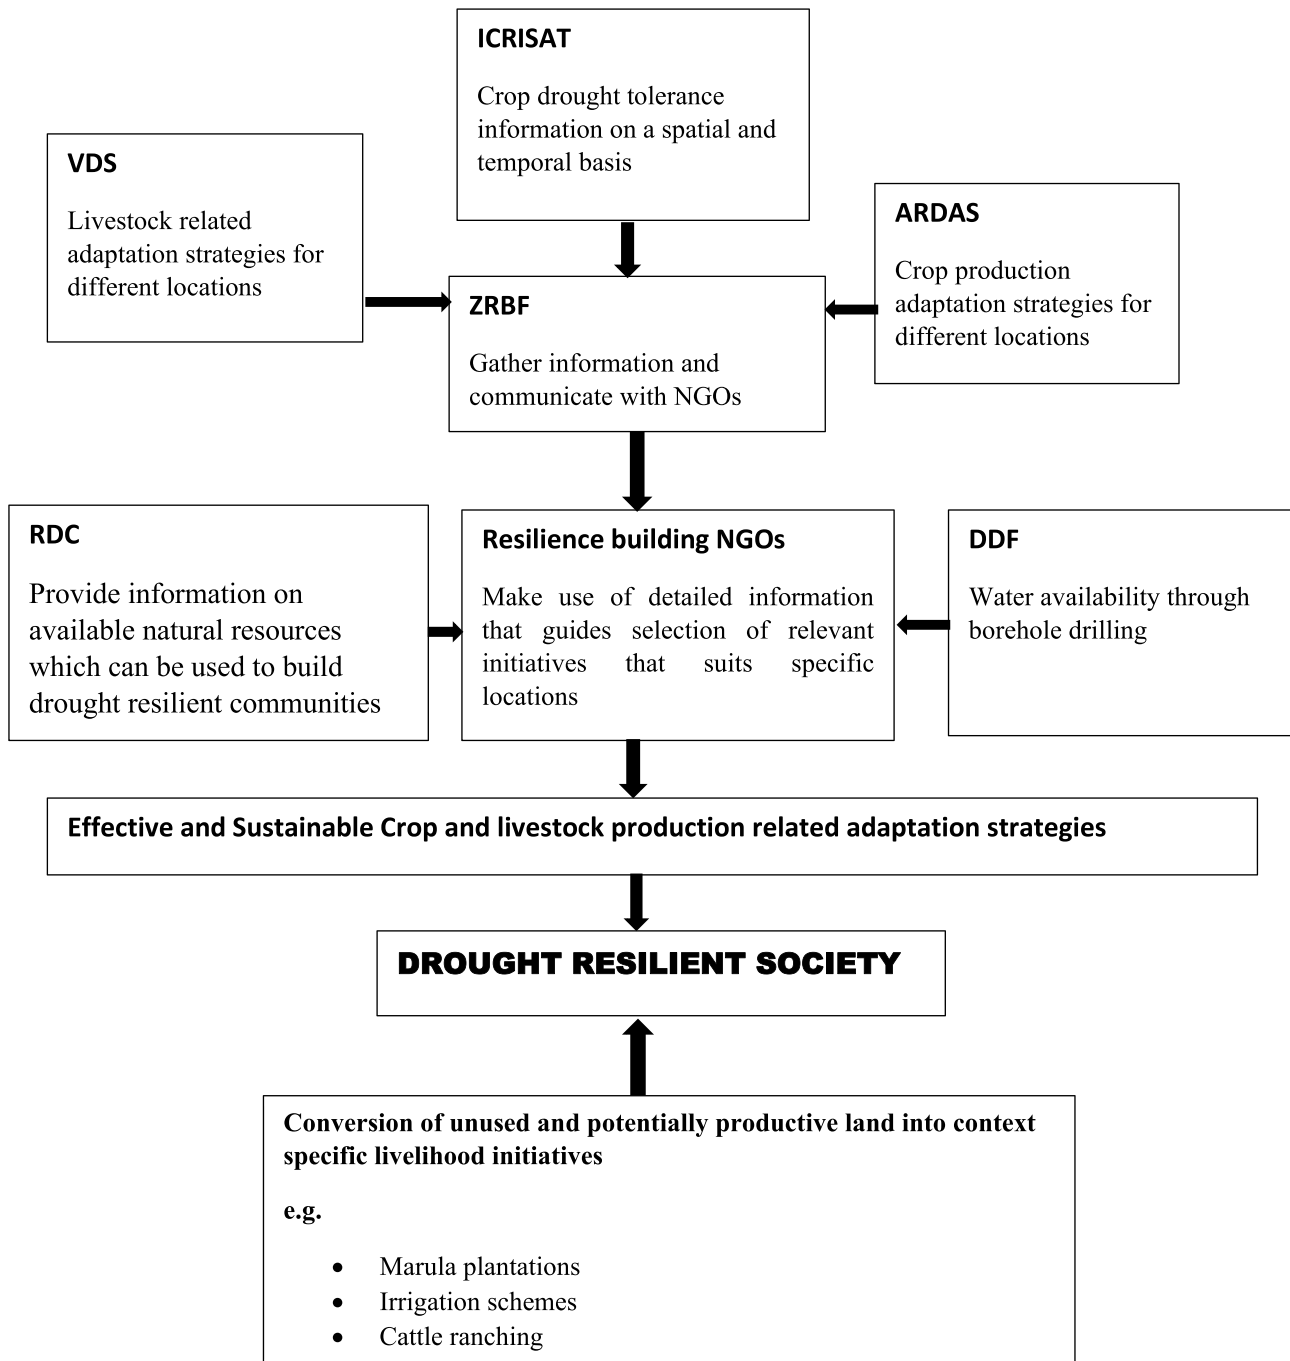 ICRISAT
Crop drought tolerance
information on a spatial and
temporal basis
VDS
Livestock related
adaptation strategies for
different locations
ARDAS
Crop production
adaptation strategies for
different locations
ZRBF
Gather information and
communicate with NGOs
RDC
Provide information on
available natural resources
which can be used to build
drought resilient communities
Resilience building NGOs
Make use of detailed information
that guides selection of relevant
initiatives that suits specific
locations
DDF
Water availability through
borehole drilling
Effective and Sustainable Crop and livestock production related adaptation strategies
DROUGHT RESILIENT SOCIETY
Conversion of unused and potentially productive land into context
specific livelihood initiatives
e.g.
• Marula plantations
• Irrigation schemes
• Cattle ranching